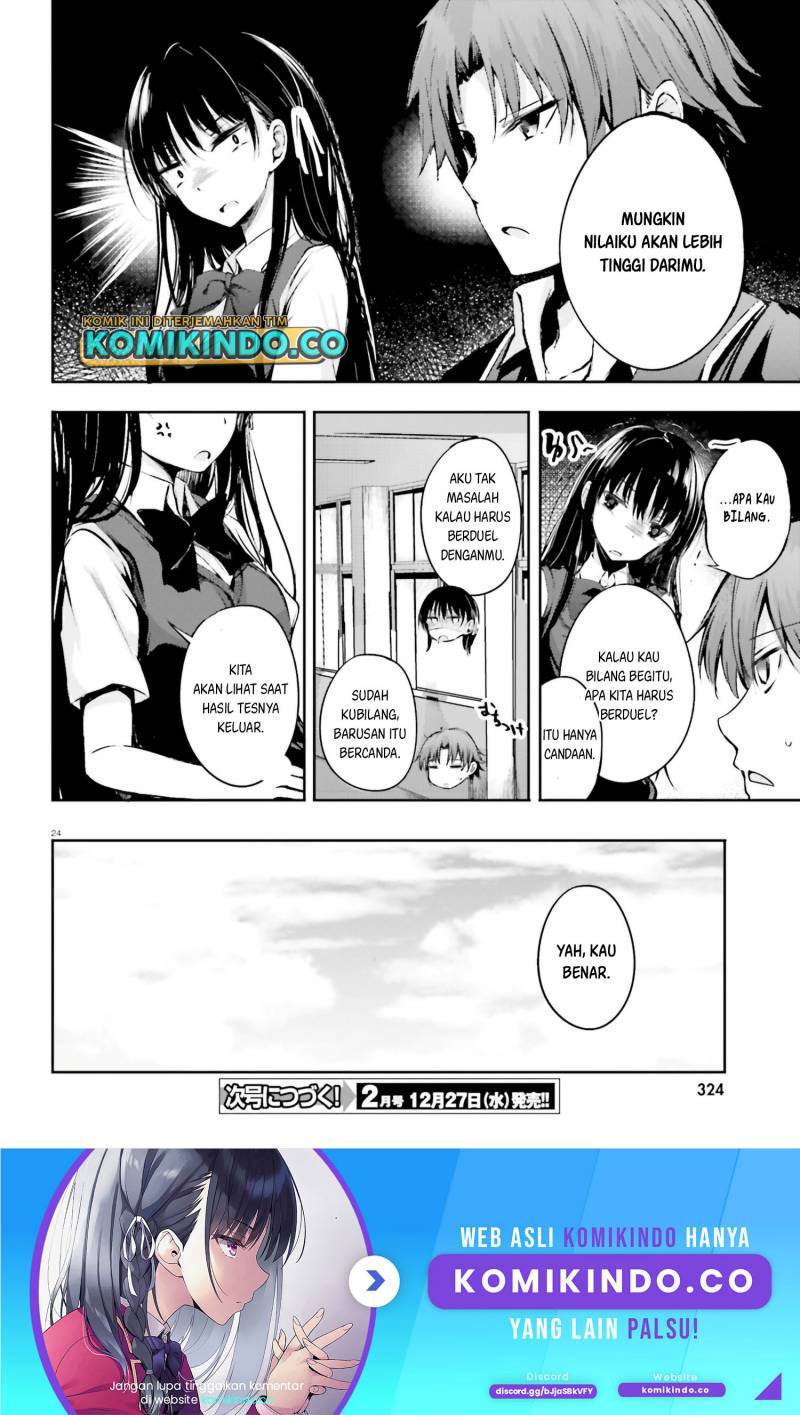 MUNGKIN
NILAIKU AKAN LEBIH
TINGGI DARIMU.
KOMIK INI DITERJEMAHKAN TIM
KOMIKINDO.CO
...APA KAU
BILANG.
KALAU KAU
BILANG BEGITU,
APA KITA HARUS
BERDUEL?
ITU HANYA
CANDAAN.
AKU TAK
MASALAH
KALAU HARUS
BERDUEL
DENGANMU.
SUDAH
KUBILANG,
BARUSAN ITU
BERCANDA.
KITA
AKAN LIHAT SAAT
HASIL TESNYA
KELUAR.
24
YAH, KAU
BENAR.
次号につづく!
2月号 12月27日(水)発売!!
324
WEB ASLI KOMIKINDO HANYA
KOMIKINDO.CO
YANG LAIN PALSU!
Jangan lupa tinggalkan komentar
di website komikindo.co
Discord
discord.gg/bJjaSBkVFY
Website
komikindo.co